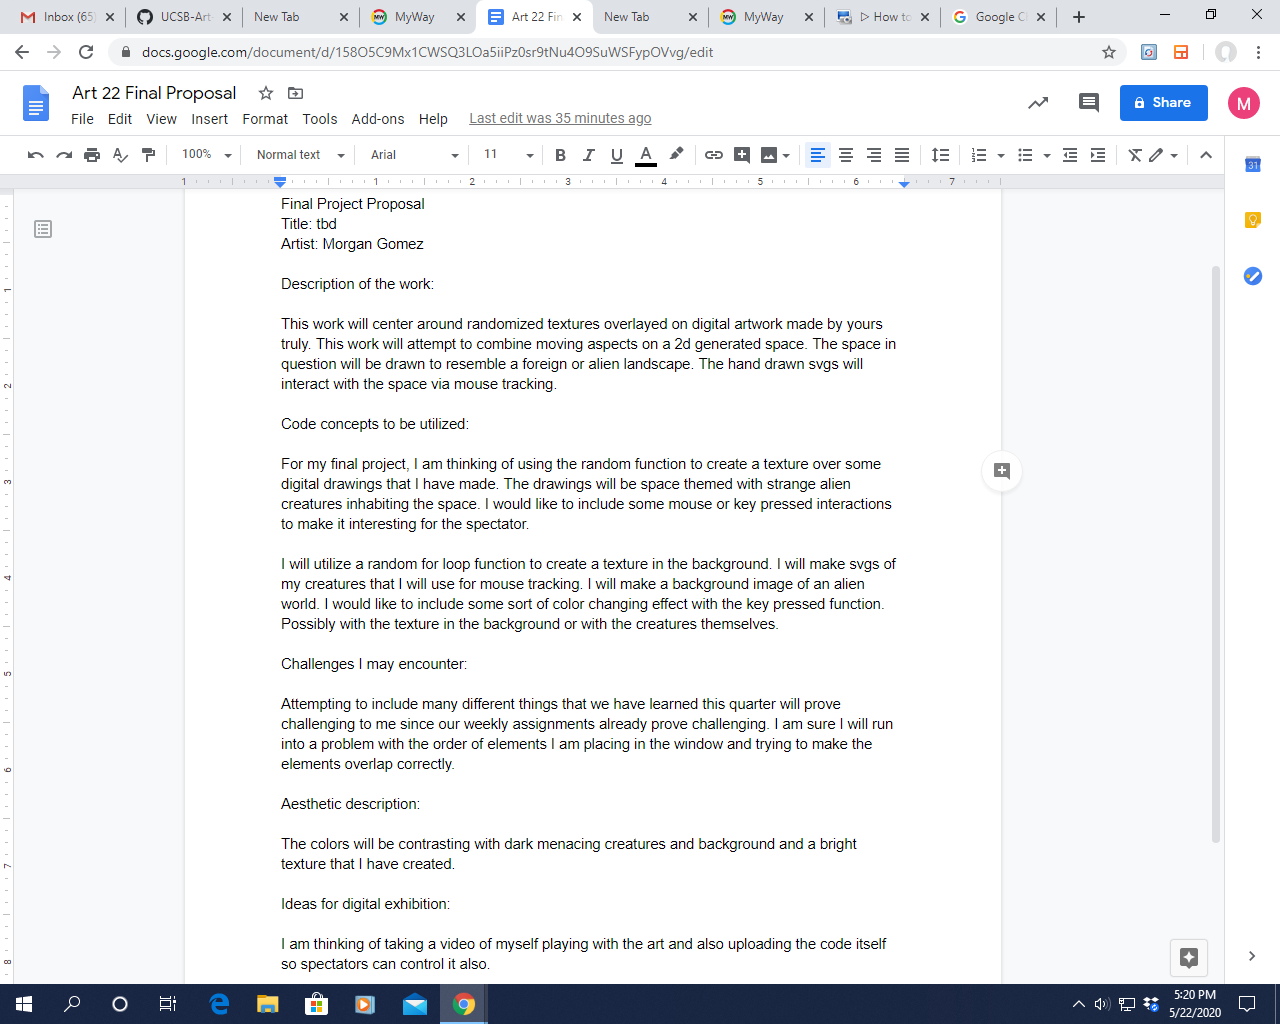 Inbox (65)
UCSB-Art-
New Tab
MyWay
Art 22 Fin
New Tab
MyWay
How to
Google Ch
docs.google.com/document/d/158O5C9Mx1CWSQ3LOa5iiPz0sr9tNu4O9SuWSFypOVvg/edit
Art 22 Final Proposal
File Edit View Insert Format Tools Add-ons Help Last edit was 35 minutes ago
Share
M
100% Normal text Arial 11 B I U A
1 1 2 3 4 5 6 7
31
Final Project Proposal
Title: tbd
Artist: Morgan Gomez
Description of the work:
This work will center around randomized textures overlayed on digital artwork made by yours
truly. This work will attempt to combine moving aspects on a 2d generated space. The space in
question will be drawn to resemble a foreign or alien landscape. The hand drawn svgs will
interact with the space via mouse tracking.
Code concepts to be utilized:
For my final project, I am thinking of using the random function to create a texture over some
digital drawings that I have made. The drawings will be space themed with strange alien
creatures inhabiting the space. I would like to include some mouse or key pressed interactions
to make it interesting for the spectator.
I will utilize a random for loop function to create a texture in the background. I will make svgs of
my creatures that I will use for mouse tracking. I will make a background image of an alien
world. I would like to include some sort of color changing effect with the key pressed function.
Possibly with the texture in the background or with the creatures themselves.
Challenges I may encounter:
Attempting to include many different things that we have learned this quarter will prove
challenging to me since our weekly assignments already prove challenging. I am sure I will run
into a problem with the order of elements I am placing in the window and trying to make the
elements overlap correctly.
Aesthetic description:
The colors will be contrasting with dark menacing creatures and background and a bright
texture that I have created.
Ideas for digital exhibition:
I am thinking of taking a video of myself playing with the art and also uploading the code itself
so spectators can control it also.
5:20 PM
5/22/2020